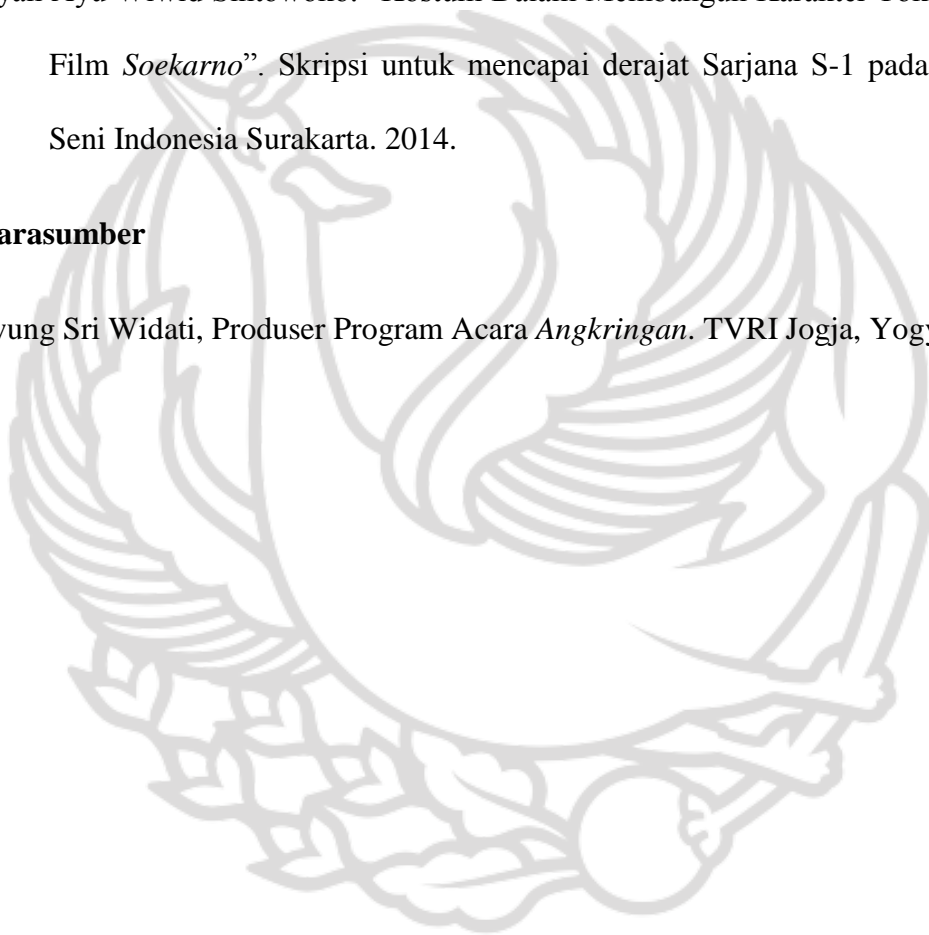 Film Soekarno”. Skripsi untuk mencapai derajat Sarjana S-1 pada
Seni Indonesia Surakarta. 2014.
arasumber
yung Sri Widati, Produser Program Acara Angkringan. TVRI Jogja, Yogy